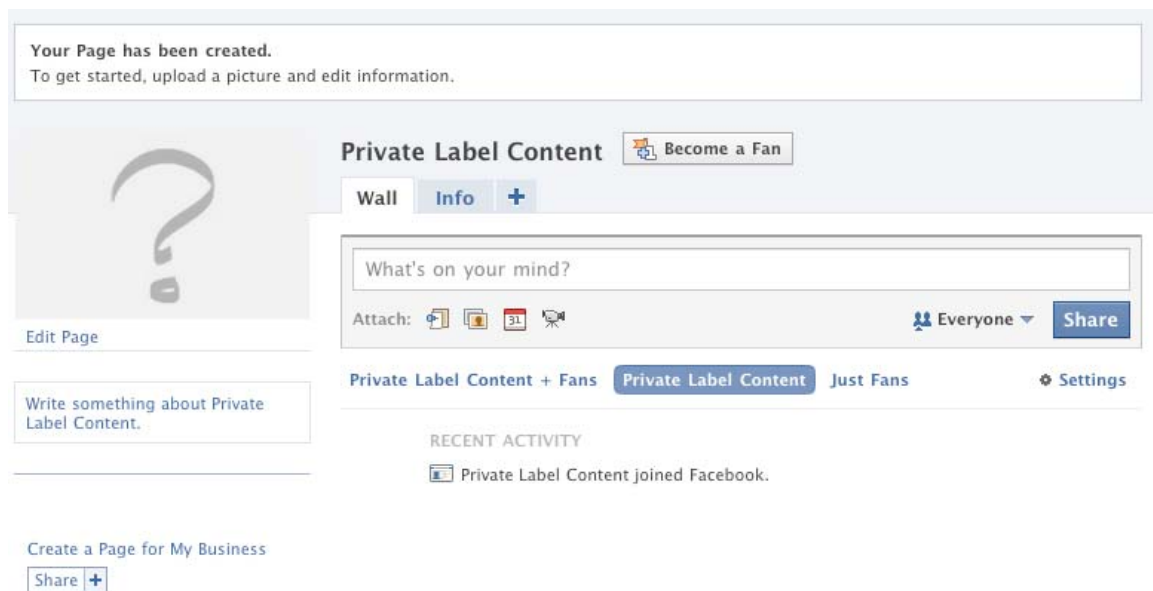 Your Page has been created.
To get started, upload a picture and edit information.
Private Label Content
Become a Fan
Wall
Info
+
What's on your mind?
Attach:
31
Everyone
Share
Edit Page
Private Label Content + Fans
Private Label Content
Just Fans
Settings
Write something about Private
Label Content.
RECENT ACTIVITY
Private Label Content joined Facebook.
Create a Page for My Business
Share +